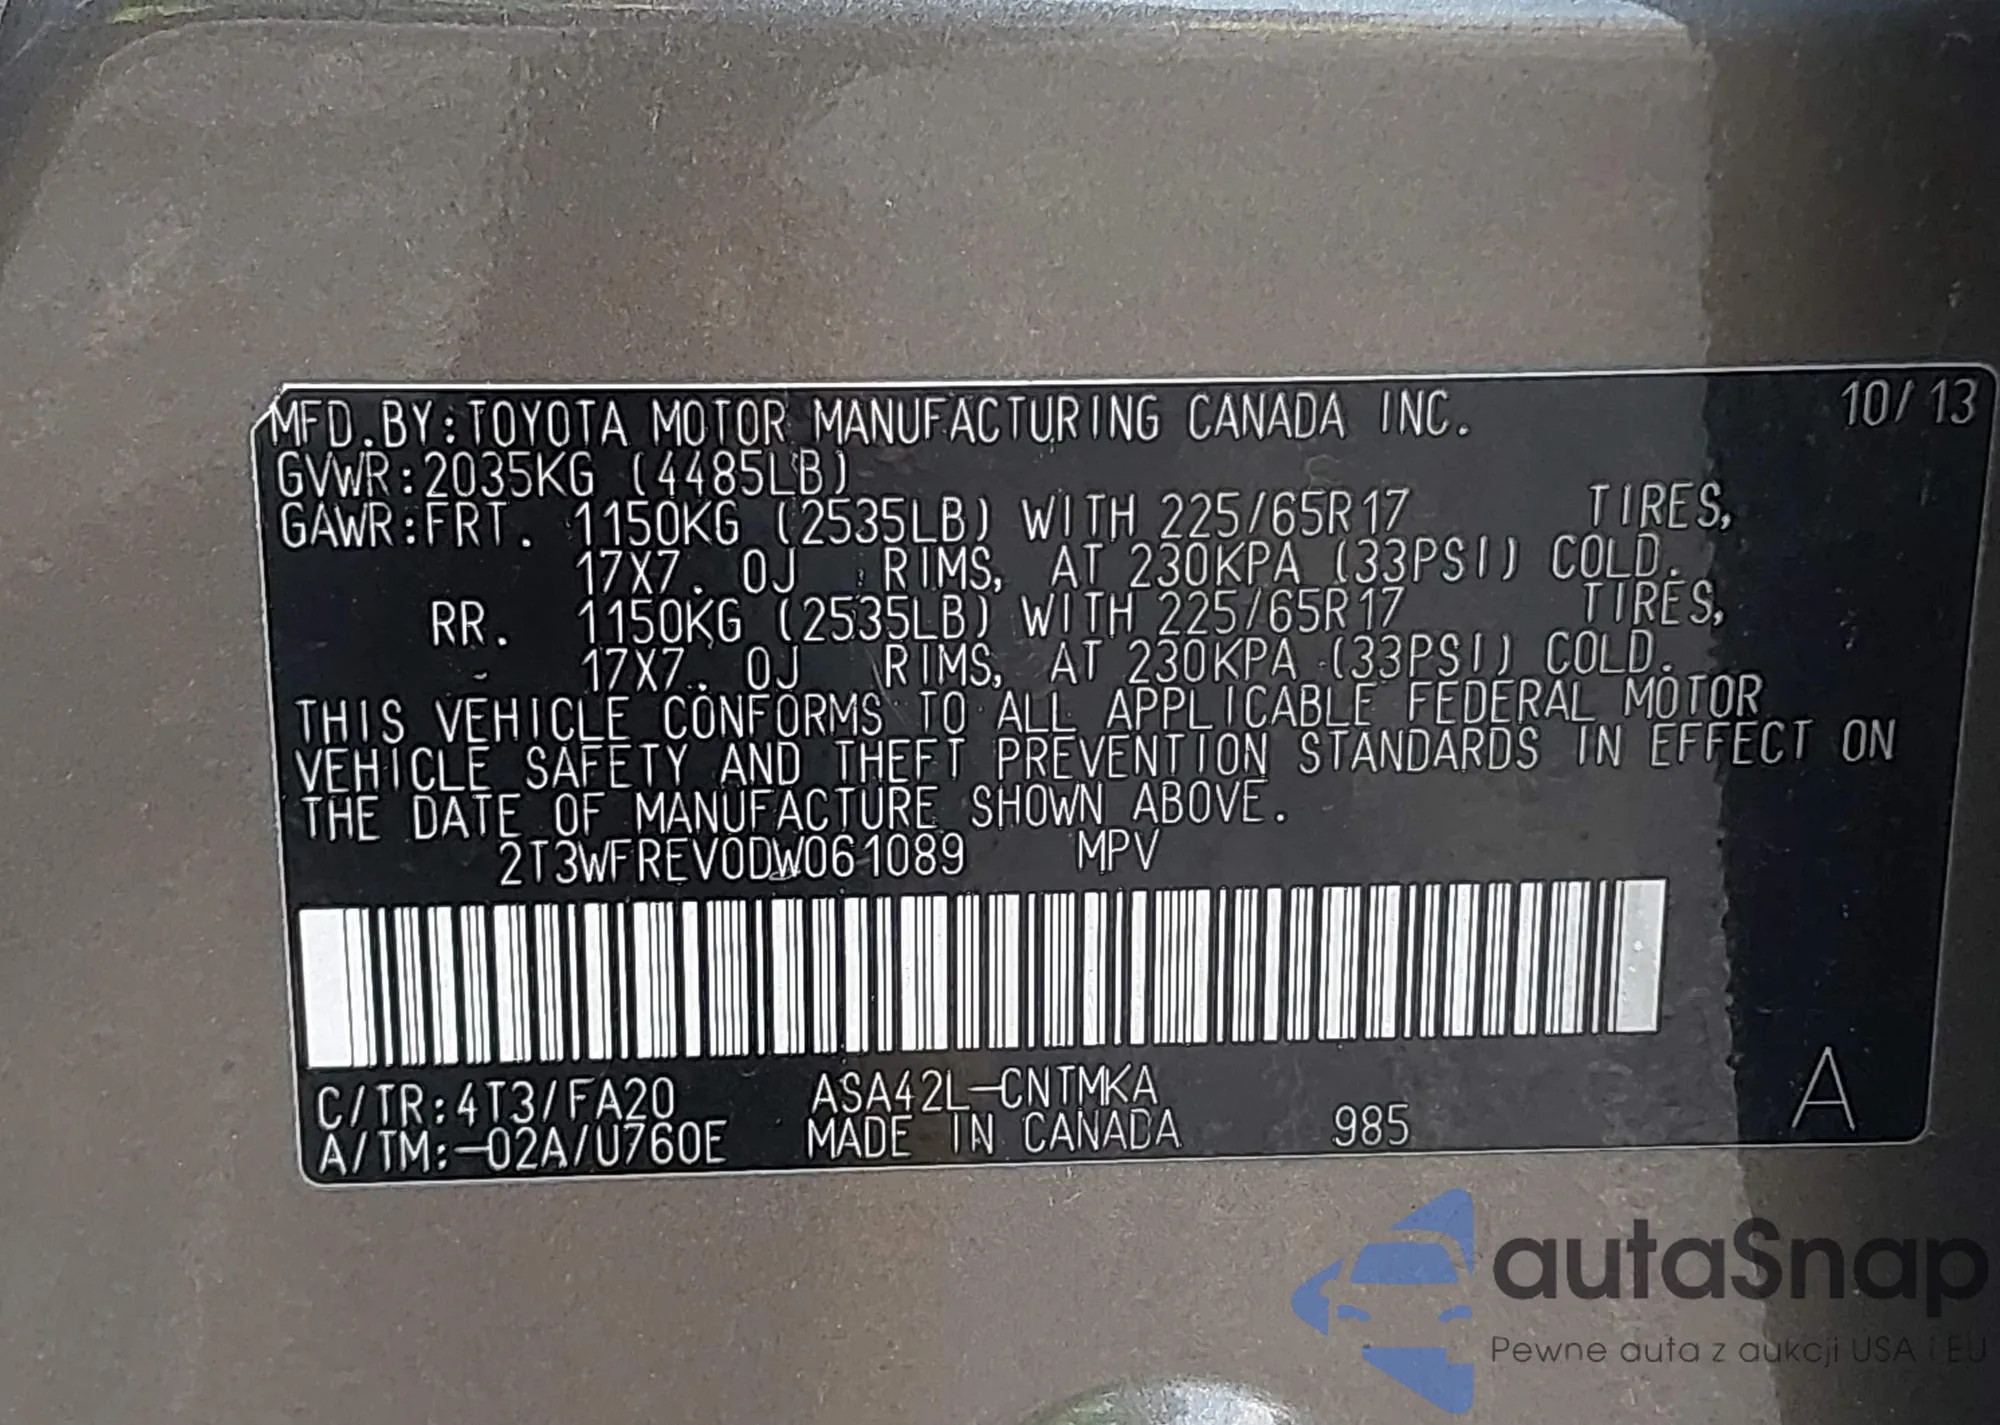 MFD.BY:TOYOTA MOTOR MANUFACTURING CANADA INC. 10/13
GVWR:2035KG (4485LB)
GAWR:FRT. 1150KG (2535LB) WITH 225/65R17 TIRES,
17X7.0J RIMS, AT 230KPA (33PSI) COLD.
RR. 1150KG (2535LB) WITH 225/65R17 TIRES,
17X7.0J RIMS, AT 230KPA (33PSI) COLD.
THIS VEHICLE CONFORMS TO ALL APPLICABLE FEDERAL MOTOR
VEHICLE SAFETY AND THEFT PREVENTION STANDARDS IN EFFECT ON
THE DATE OF MANUFACTURE SHOWN ABOVE.
2T3WFREV0DW061089 MPV
C/TR:4T3/FA20 ASA42L-CNTMKA
A/TM:-02A/U760E MADE IN CANADA 985 A
autaSnap
Pewne auta z aukcji USA i EU